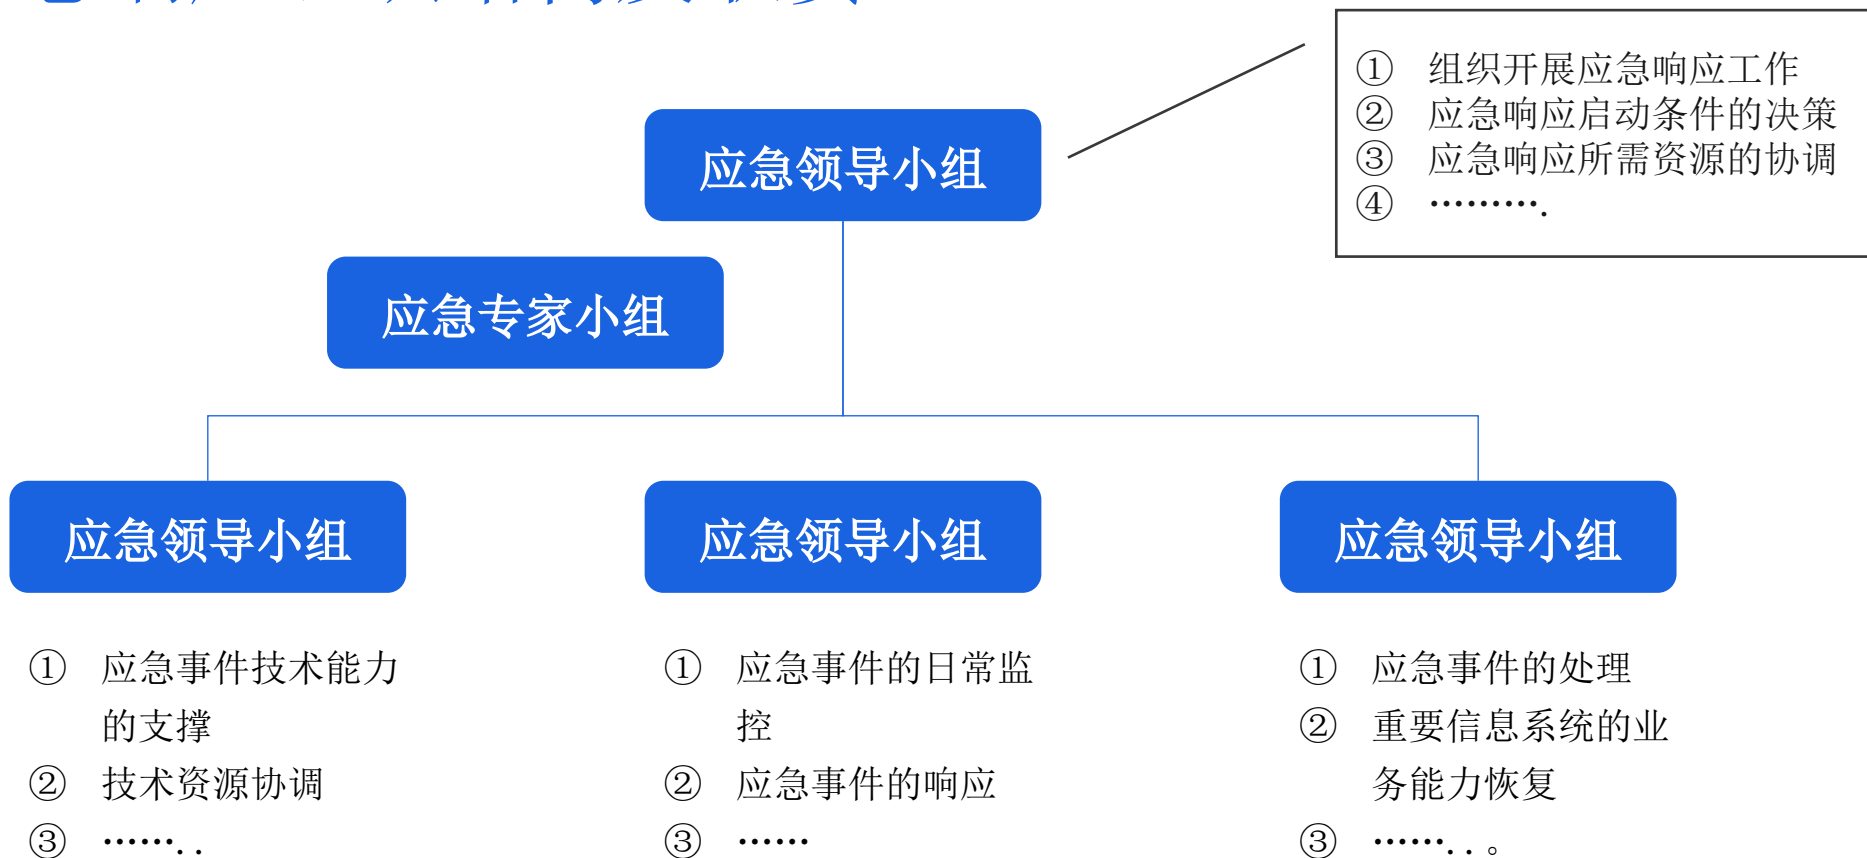 ① 组织开展应急响应工作
② 应急响应启动条件的决策
③ 应急响应所需资源的协调
④ ……….
应急领导小组
应急专家小组
应急领导小组
应急领导小组
应急领导小组
① 应急事件技术能力
的支撑
② 技术资源协调
③ ……..
① 应急事件的日常监
控
② 应急事件的响应
③ ……
① 应急事件的处理
② 重要信息系统的业
务能力恢复
③ ……..。